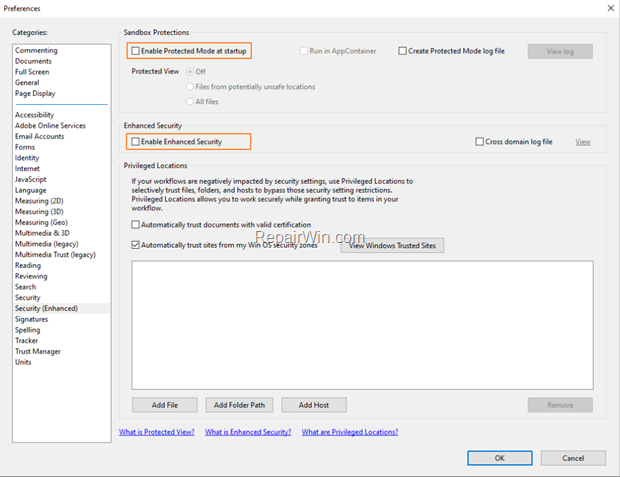 Preferences
Categories:
Commenting
Documents
Full Screen
General
Page Display
Accessibility
Adobe Online Services
Email Accounts
Forms
Identity
Internet
JavaScript
Language
Measuring (2D)
Measuring (3D)
Measuring (Geo)
Multimedia & 3D
Multimedia (legacy)
Multimedia Trust (legacy)
Reading
Reviewing
Search
Security
Security (Enhanced)
Signatures
Spelling
Tracker
Trust Manager
Units
Sandbox Protections
Enable Protected Mode at startup
Run in AppContainer
Create Protected Mode log file
View log
Protected View
Off
Files from potentially unsafe locations
All files
Enhanced Security
Enable Enhanced Security
Cross domain log file
View
Privileged Locations
If your workflows are negatively impacted by security settings, use Privileged Locations to
selectively trust files, folders, and hosts to bypass those security setting restrictions.
Privileged Locations allows you to work securely while granting trust to items in your
workflow.
Automatically trust documents with valid certification
Automatically trust sites from my Win OS security zones
View Windows Trusted Sites
RepairWin.com
Add File
Add Folder Path
Add Host
Remove
What is Protected View?
What is Enhanced Security?
What are Privileged Locations?
OK
Cancel